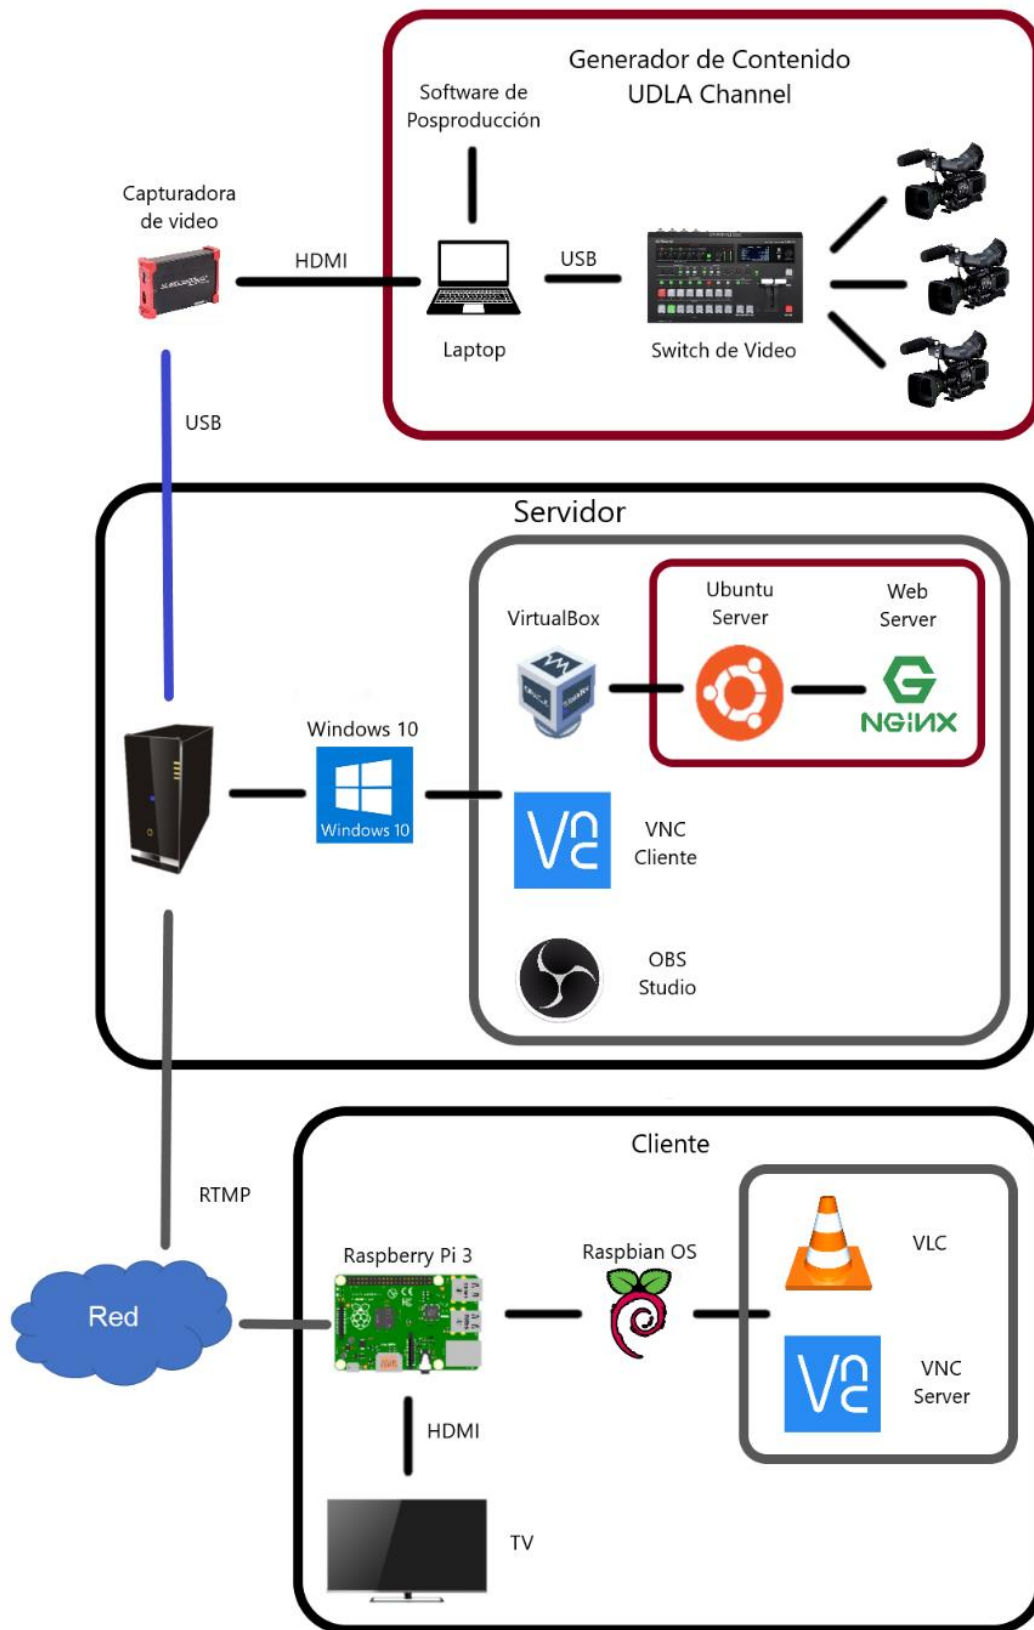 Generador de Contenido
UDLA Channel
Software de
Posproducción
Capturadora
de video
HDMI
USB
Laptop
Switch de Video
USB
Servidor
Ubuntu
Server
Web
Server
VirtualBox
NGiNX
Windows 10
Windows 10
VNC
Cliente
OBS
Studio
Cliente
RTMP
Raspberry Pi 3
Raspbian OS
VLC
Red
VNC
Server
HDMI
TV